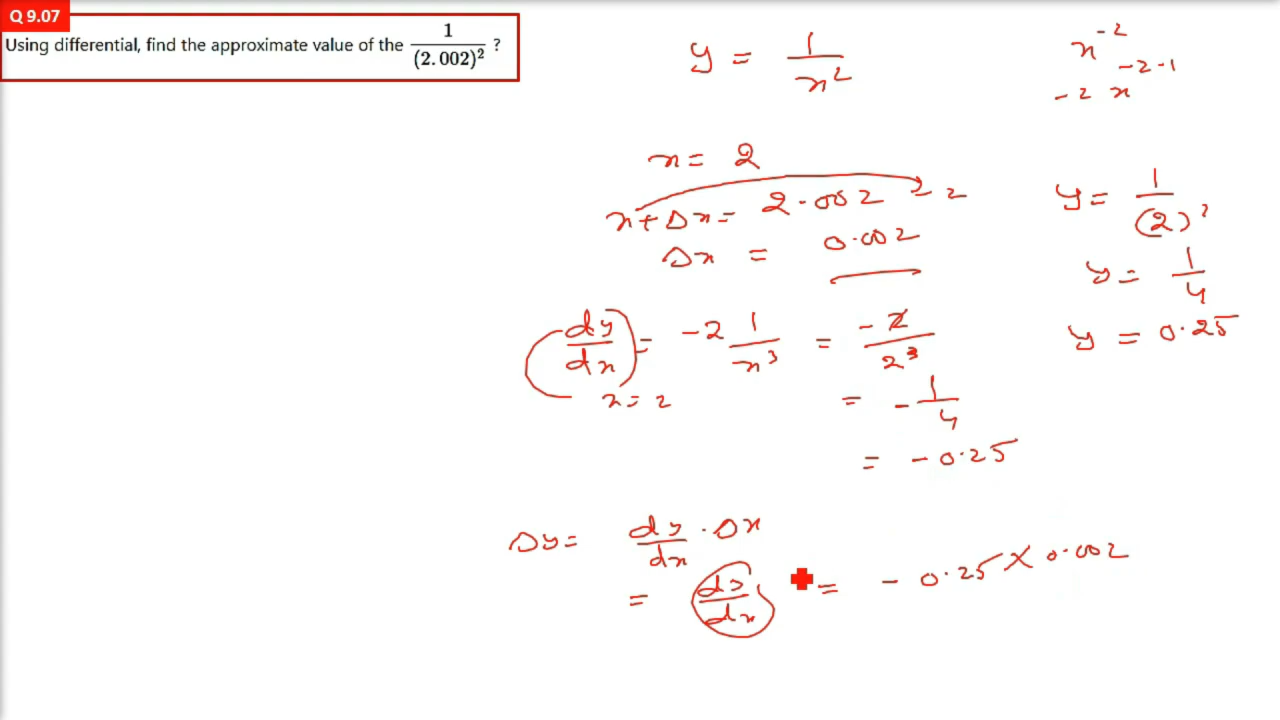 Q 9.07
Using differential, find the approximate value of the 1/(2.002)² ?
y = 1/x²
x⁻²
-2 x⁻²⁻¹
x = 2
x + Δx = 2.002 - 2
Δx = 0.002
y = 1/(2)²
y = 1/4
y = 0.25
dy/dx = -2 1/x³ = -2/2³
x = 2
= -1/4
= -0.25
Δy = dy/dx · Δx
= dy/dx = -0.25 × 0.002